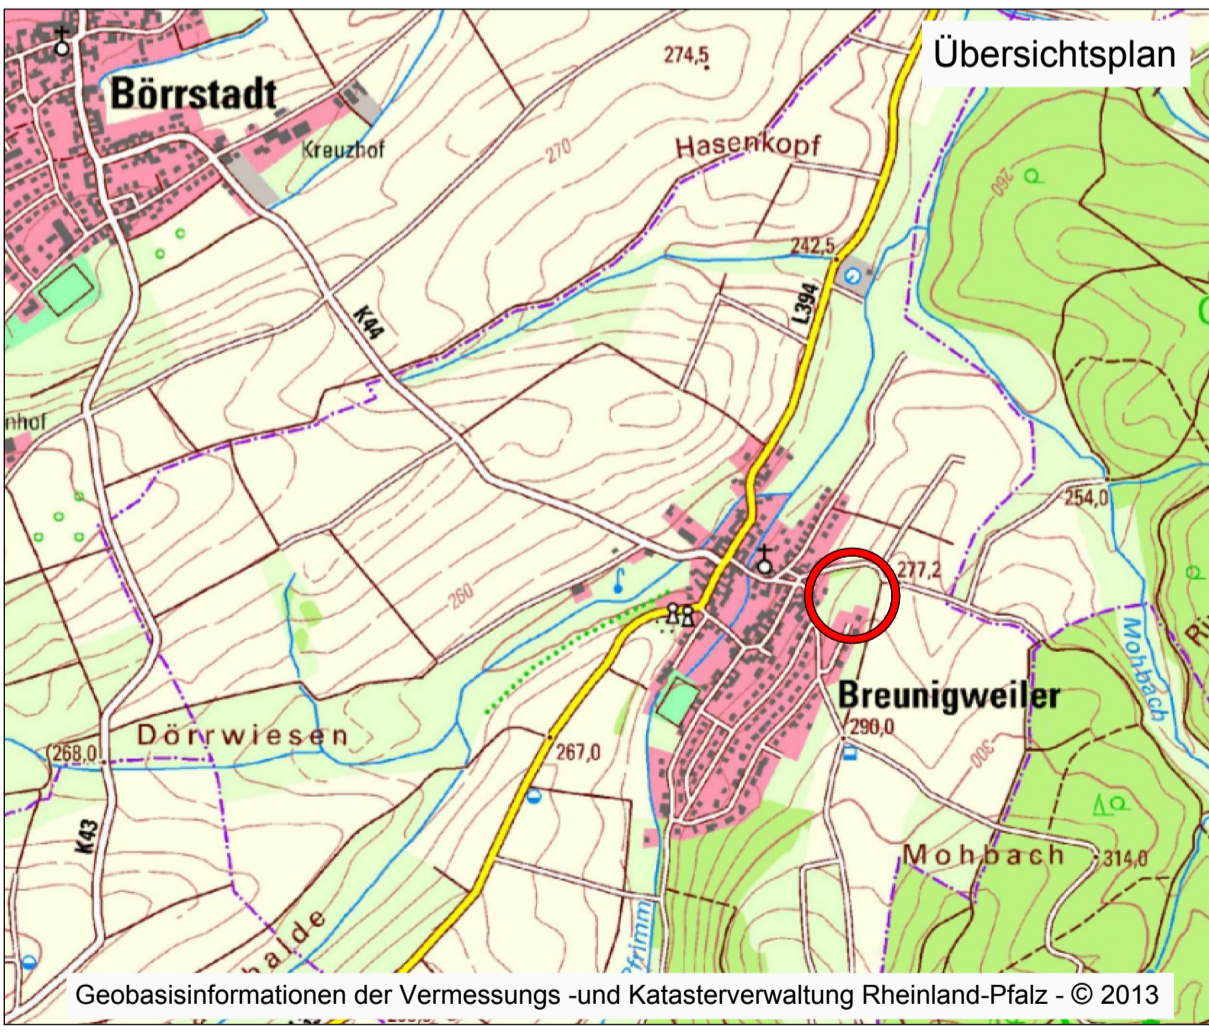 Übersichtsplan
274,5
Börrstadt
Kreuzhof
270
Hasenkopf
260
242,5
L394
K44
nhof
254,0
277,2
260
Mohbach
Breunigweiler
290,0
Dörrwiesen
(268,0)
267,0
300
K43
Mohbach
314,0
halde
Pfrimm
Geobasisinformationen der Vermessungs -und Katasterverwaltung Rheinland-Pfalz - © 2013